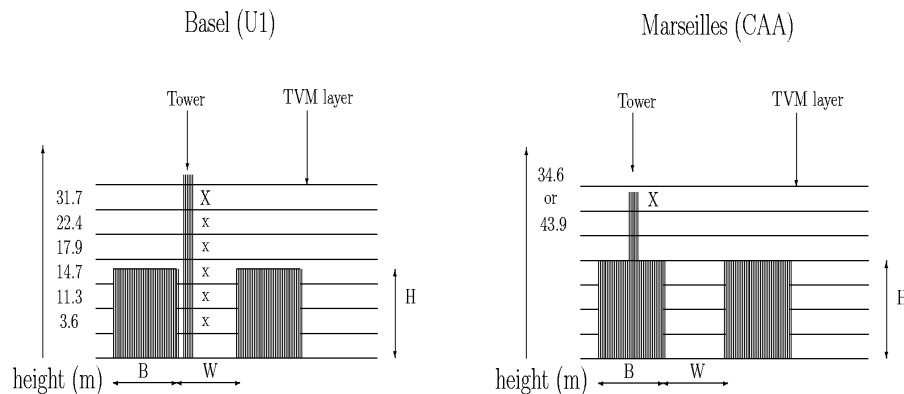 Basel (U1)
Tower
TVM layer
31.7 X
22.4 x
17.9 x
14.7 x
11.3 x
3.6 x
H
B W
height (m)
Marseilles (CAA)
Tower
TVM layer
34.6
or X
43.9
H
B W
height (m)